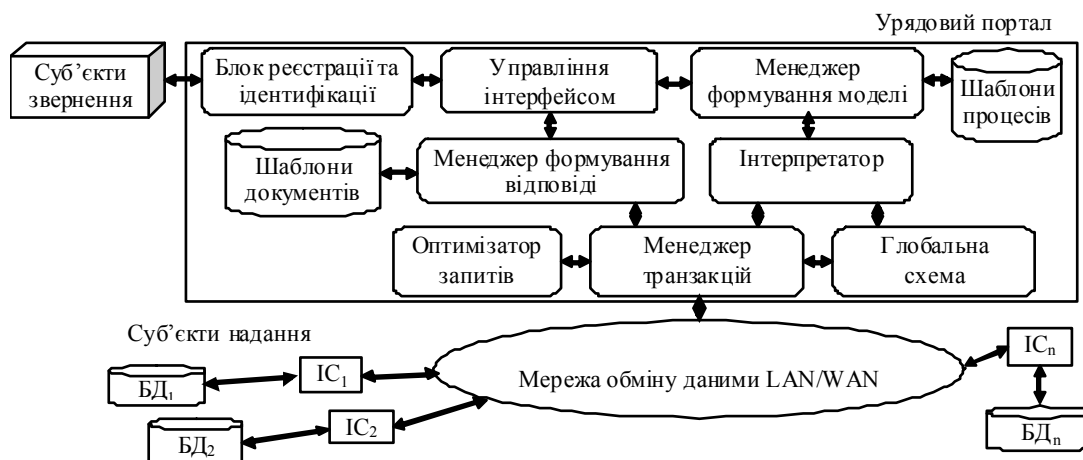 Урядовий портал
Суб’єкти
звернення
Блок реєстрації та
ідентифікації
Управління
інтерфейсом
Менеджер
формування моделі
Шаблони
процесів
Шаблони
документів
Менеджер формування
відповіді
Інтерпретатор
Оптимізатор
запитів
Менеджер
транзакцій
Глобальна
схема
Суб’єкти надання
БД₁
ІС₁
БД₂
ІС₂
Мережа обміну даними LAN/WAN
ІСₙ
БДₙ